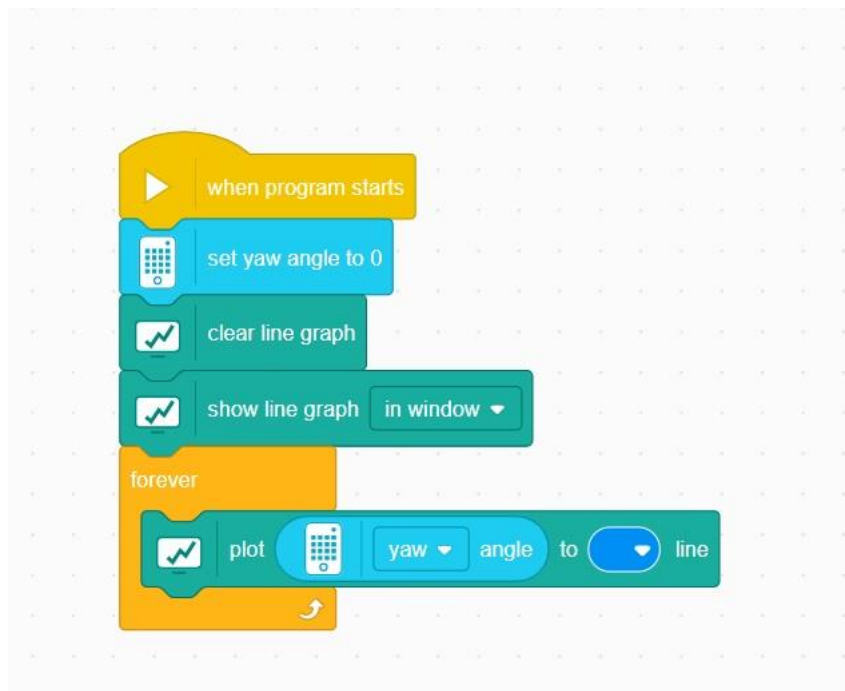 when program starts
set yaw angle to 0
clear line graph
show line graph in window
forever
plot yaw angle to line